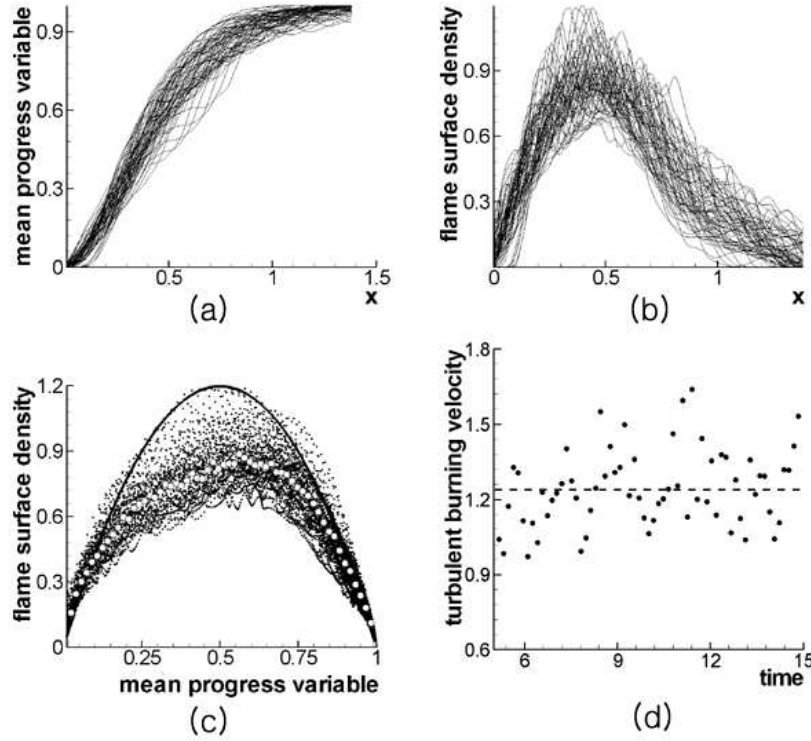 mean progress variable
0.9
0.6
0.3
0
0.5
1
1.5
x
(a)
flame surface density
0.9
0.6
0.3
0
0.5
1
x
(b)
flame surface density
1.2
0.9
0.6
0.3
0
0.25
0.5
0.75
1
mean progress variable
(c)
turbulent burning velocity
1.8
1.5
1.2
0.9
0.6
6
9
12
15
time
(d)